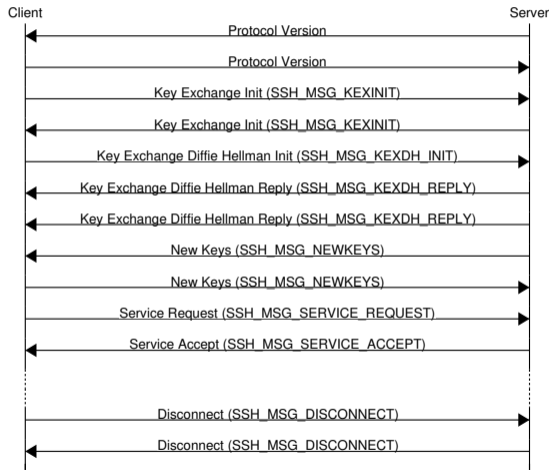 Client Server
Protocol Version
Protocol Version
Key Exchange Init (SSH_MSG_KEXINIT)
Key Exchange Init (SSH_MSG_KEXINIT)
Key Exchange Diffie Hellman Init (SSH_MSG_KEXDH_INIT)
Key Exchange Diffie Hellman Reply (SSH_MSG_KEXDH_REPLY)
Key Exchange Diffie Hellman Reply (SSH_MSG_KEXDH_REPLY)
New Keys (SSH_MSG_NEWKEYS)
New Keys (SSH_MSG_NEWKEYS)
Service Request (SSH_MSG_SERVICE_REQUEST)
Service Accept (SSH_MSG_SERVICE_ACCEPT)
Disconnect (SSH_MSG_DISCONNECT)
Disconnect (SSH_MSG_DISCONNECT)